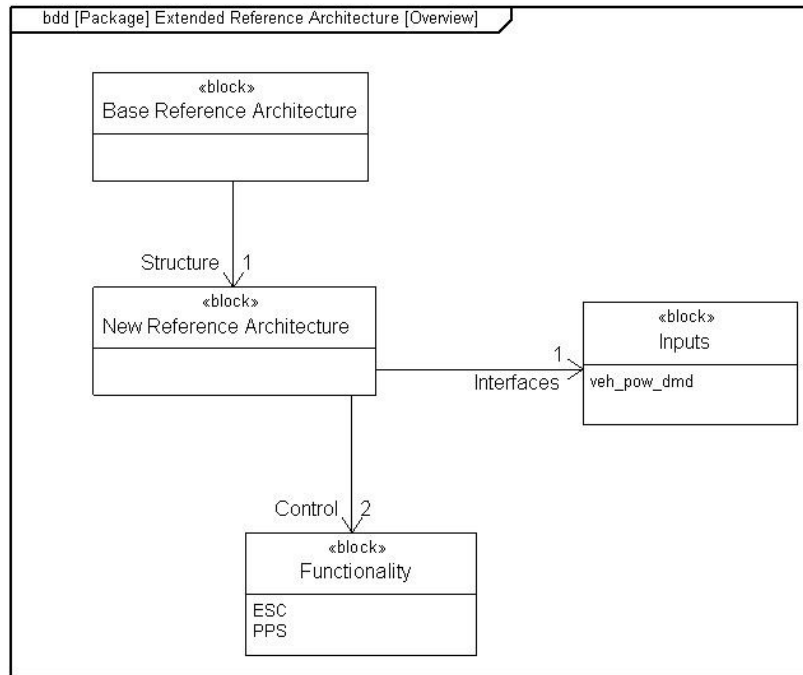 bdd [Package] Extended Reference Architecture [Overview]
«block»
Base Reference Architecture
Structure 1
«block»
New Reference Architecture
1
Interfaces
«block»
Inputs
veh_pow_dmd
Control 2
«block»
Functionality
ESC
PPS